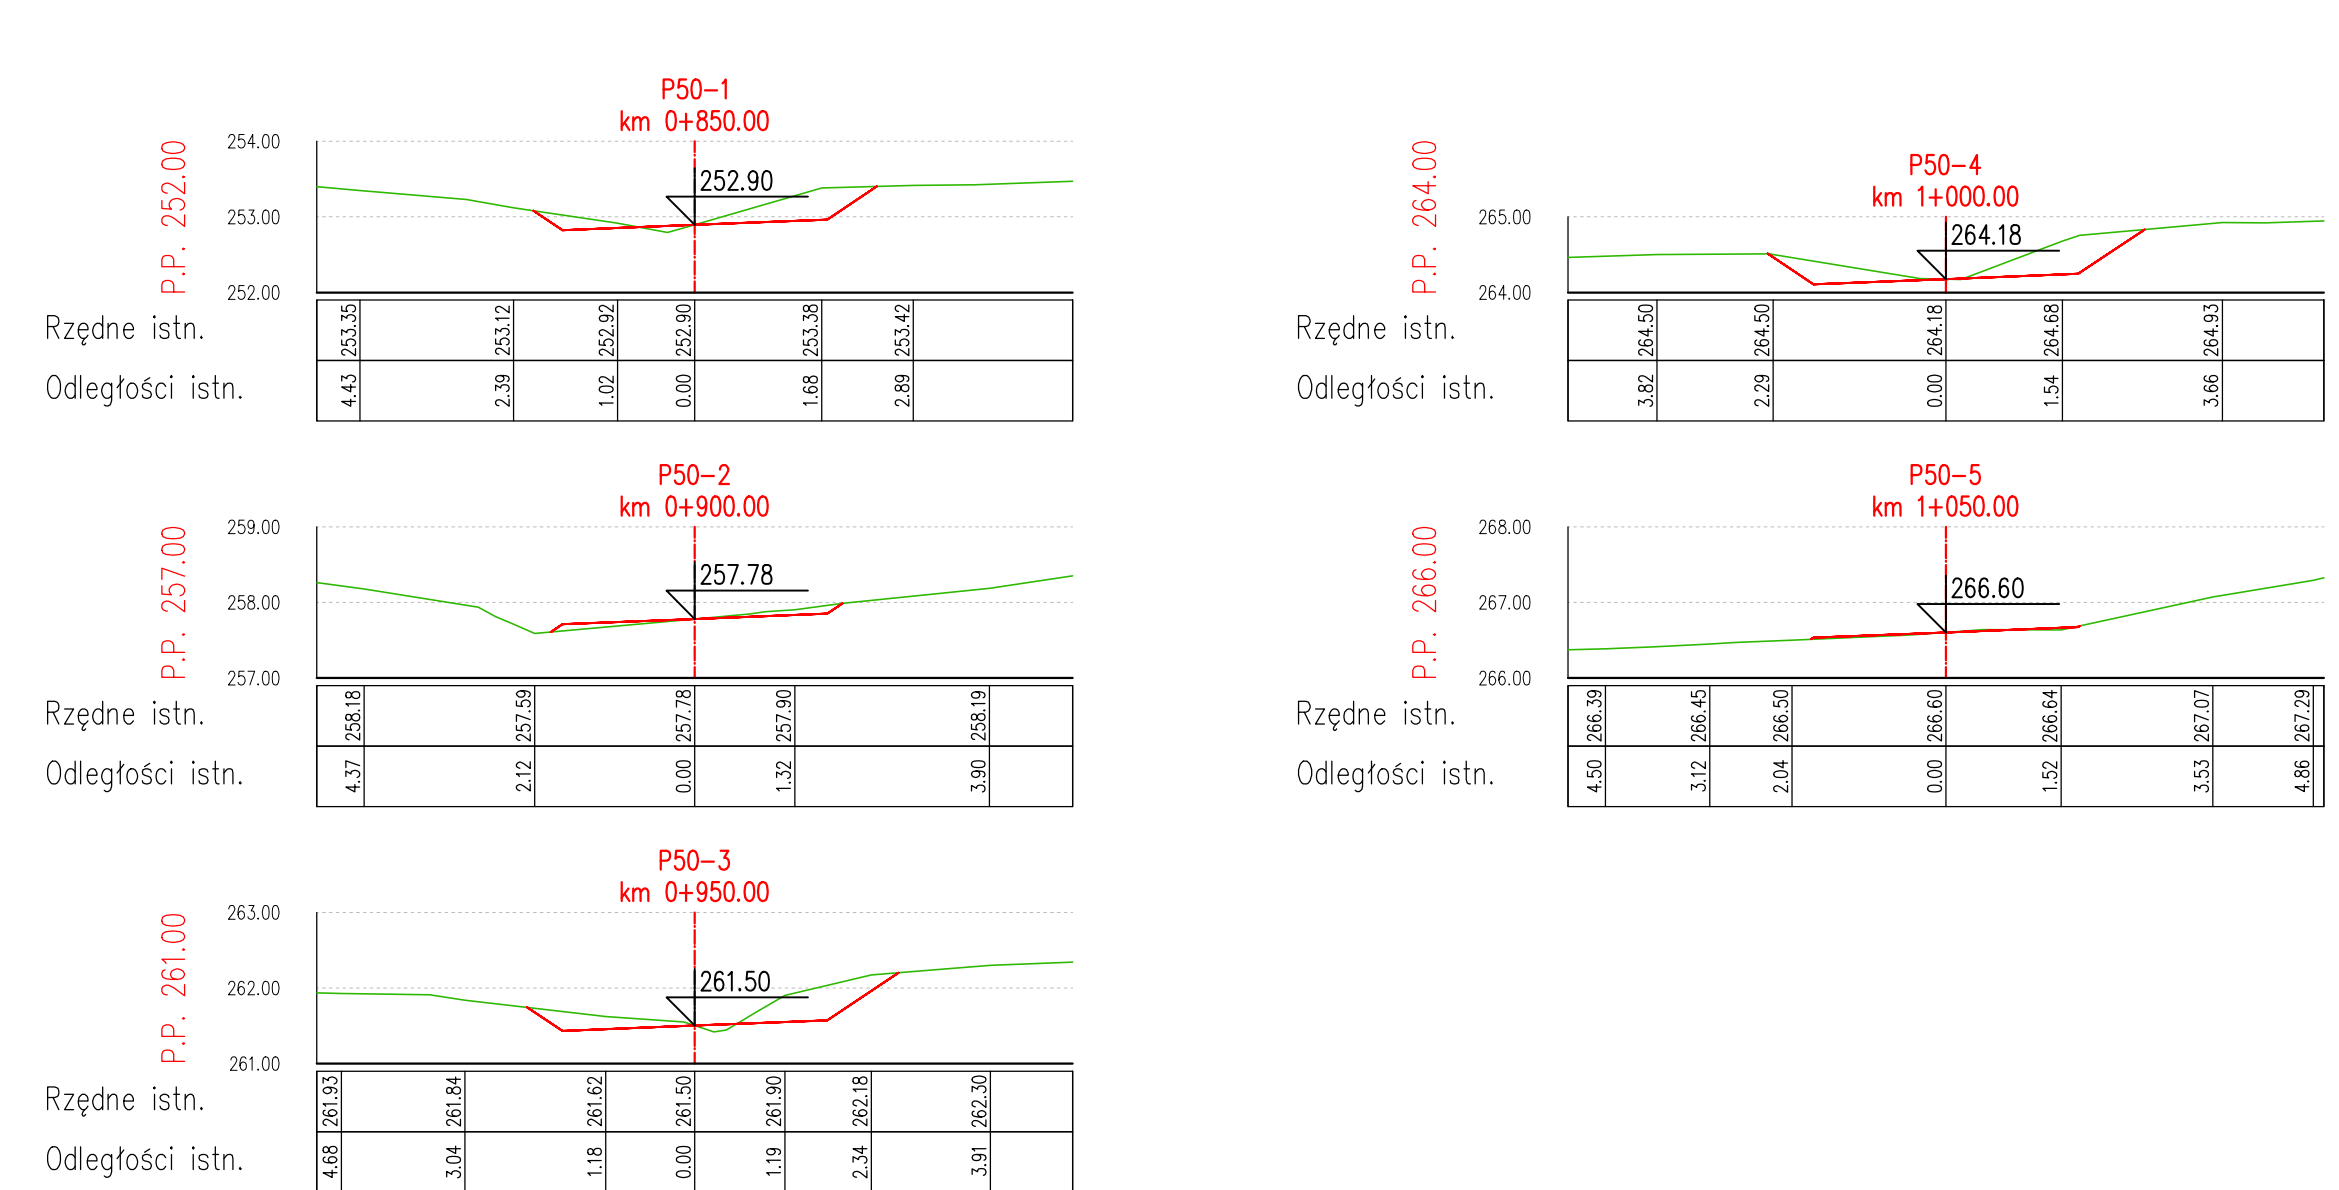 P50-1
km 0+850.00
P.P. 252.00
254.00
253.00
252.00
252.90
Rzędne istn. 253.35 253.12 252.92 252.90 253.38 253.42
Odległości istn. 4.43 2.39 1.02 0.00 1.68 2.89
P50-2
km 0+900.00
P.P. 257.00
259.00
258.00
257.00
257.78
Rzędne istn. 258.18 257.59 257.78 257.90 258.19
Odległości istn. 4.37 2.12 0.00 1.32 3.90
P50-3
km 0+950.00
P.P. 261.00
263.00
262.00
261.00
261.50
Rzędne istn. 261.93 261.84 261.62 261.50 261.90 262.18 262.30
Odległości istn. 4.68 3.04 1.18 0.00 1.19 2.34 3.91
P50-4
km 1+000.00
P.P. 264.00
265.00
264.00
264.18
Rzędne istn. 264.50 264.50 264.18 264.68 264.93
Odległości istn. 3.82 2.29 0.00 1.54 3.66
P50-5
km 1+050.00
P.P. 266.00
268.00
267.00
266.00
266.60
Rzędne istn. 266.39 266.45 266.50 266.60 266.64 267.07 267.29
Odległości istn. 4.50 3.12 2.04 0.00 1.52 3.53 4.86